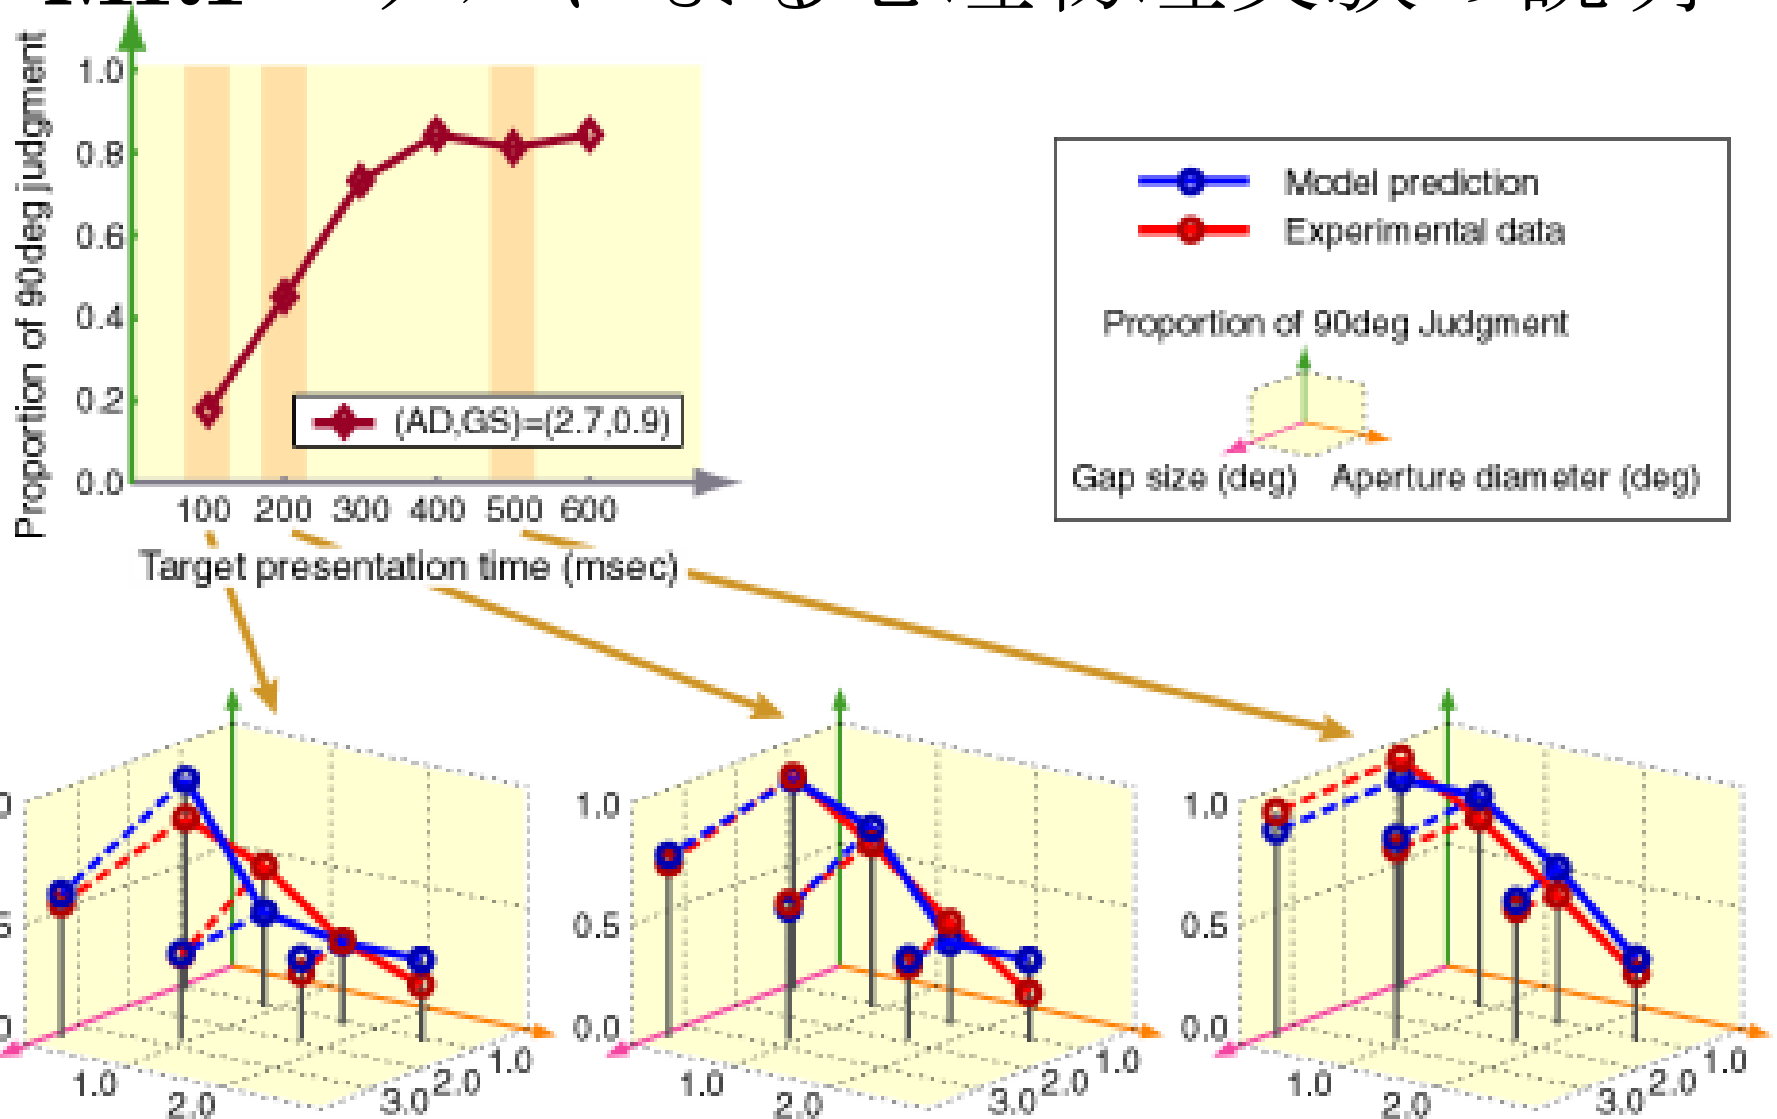 1.0
0.8
0.6
0.4
0.2
0.0
Proportion of 90deg judgment
(AD,GS)=(2.7,0.9)
100 200 300 400 500 600
Target presentation time (msec)
Model prediction
Experimental data
Proportion of 90deg Judgment
Gap size (deg) Aperture diameter (deg)
1.0 2.0 3.0 2.0 1.0
1.0
0.5
0.0
1.0 2.0 3.0 2.0 1.0
1.0
0.5
0.0
1.0 2.0 3.0 2.0 1.0